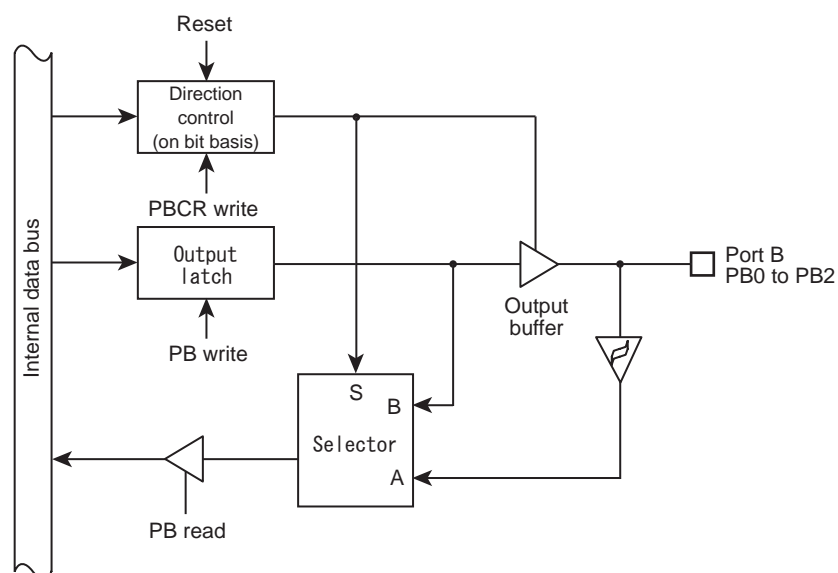 Reset
Direction
control
(on bit basis)
PBCR write
Internal data bus
Output
latch
PB write
Output
buffer
Port B
PB0 to PB2
S
B
Selector
A
PB read